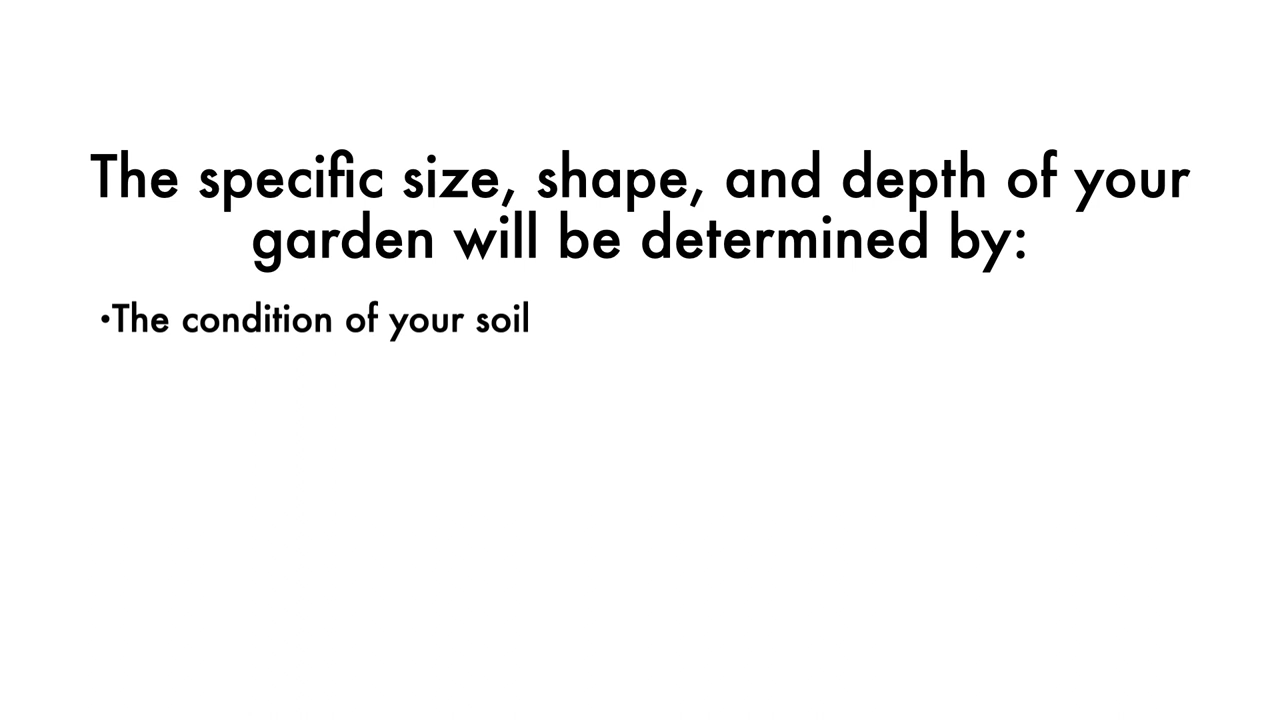 The specific size, shape, and depth of your
garden will be determined by:
•The condition of your soil